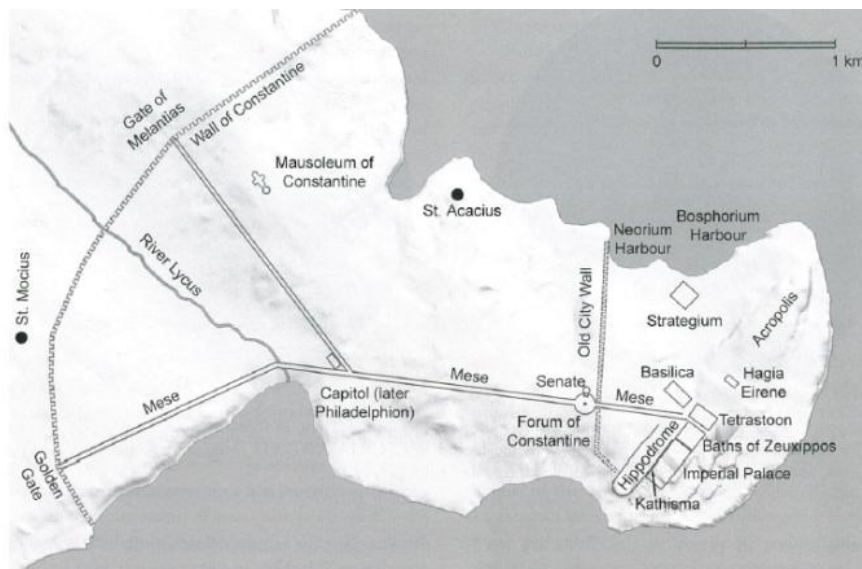 0
1 km
Gate of
Melantias
Wall of Constantine
Mausoleum of
Constantine
St. Acacius
Neorium
Harbour
Bosphorium
Harbour
River Lycus
St. Mocius
Old City Wall
Strategium
Acropolis
Mese
Capitol (later
Philadelphion)
Mese
Senate
Forum of
Constantine
Mese
Basilica
Hagia
Eirene
Tetrastoon
Baths of Zeuxippos
Hippodrome
Imperial Palace
Kathisma
Golden
Gate